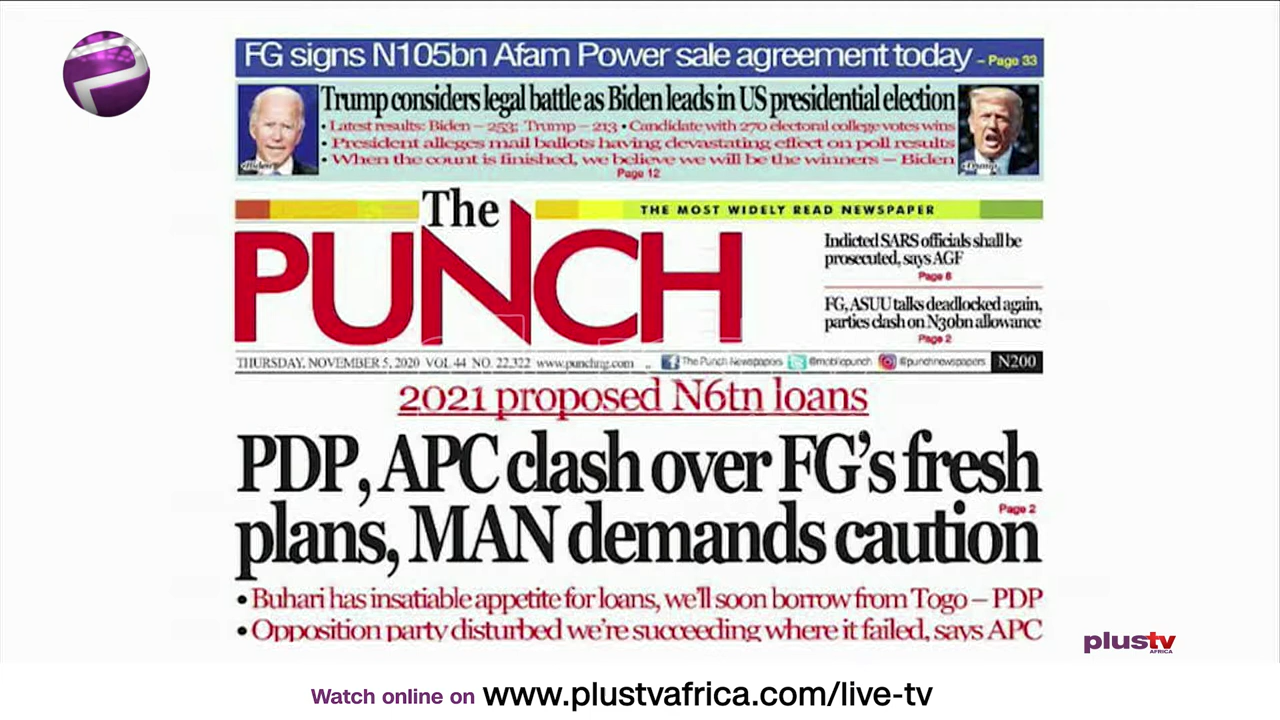 FG signs N105bn Afam Power sale agreement today – Page 33
Trump considers legal battle as Biden leads in US presidential election
• Latest results: Biden – 253; Trump – 213 • Candidate with 270 electoral college votes wins
• President alleges mail ballots having devastating effect on poll results
• When the count is finished, we believe we will be the winners – Biden
Page 12
•Biden
•Trump
The
PUNCH
THE MOST WIDELY READ NEWSPAPER
Indicted SARS officials shall be
prosecuted, says AGF
Page 8
FG, ASUU talks deadlocked again,
parties clash on N30bn allowance
Page 2
THURSDAY, NOVEMBER 5, 2020 VOL 44 NO. 22,322 www.punchng.com The Punch Newspapers @mobilepunch @punchnewspapers N200
2021 proposed N6tn loans
PDP, APC clash over FG's fresh
plans, MAN demands caution
Page 2
• Buhari has insatiable appetite for loans, we'll soon borrow from Togo – PDP
• Opposition party disturbed we're succeeding where it failed, says APC
plustv
AFRICA
Watch online on www.plustvafrica.com/live-tv